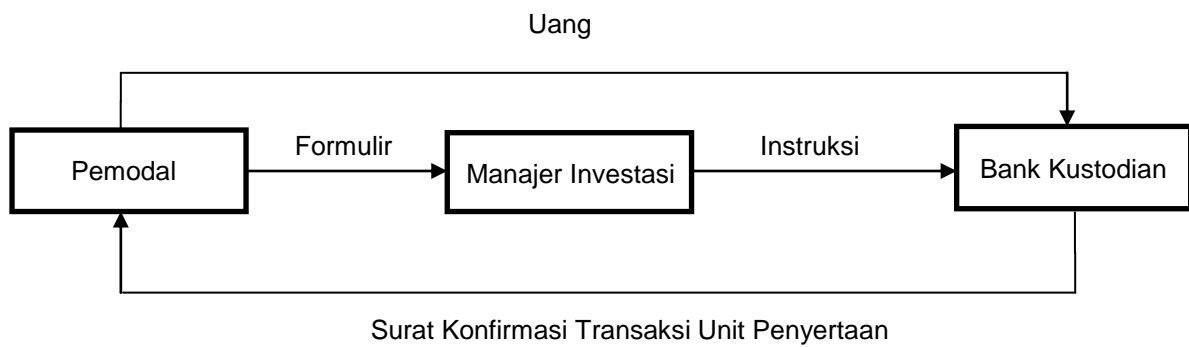 Uang
Formulir
Instruksi
Pemodal
Manajer Investasi
Bank Kustodian
Surat Konfirmasi Transaksi Unit Penyertaan